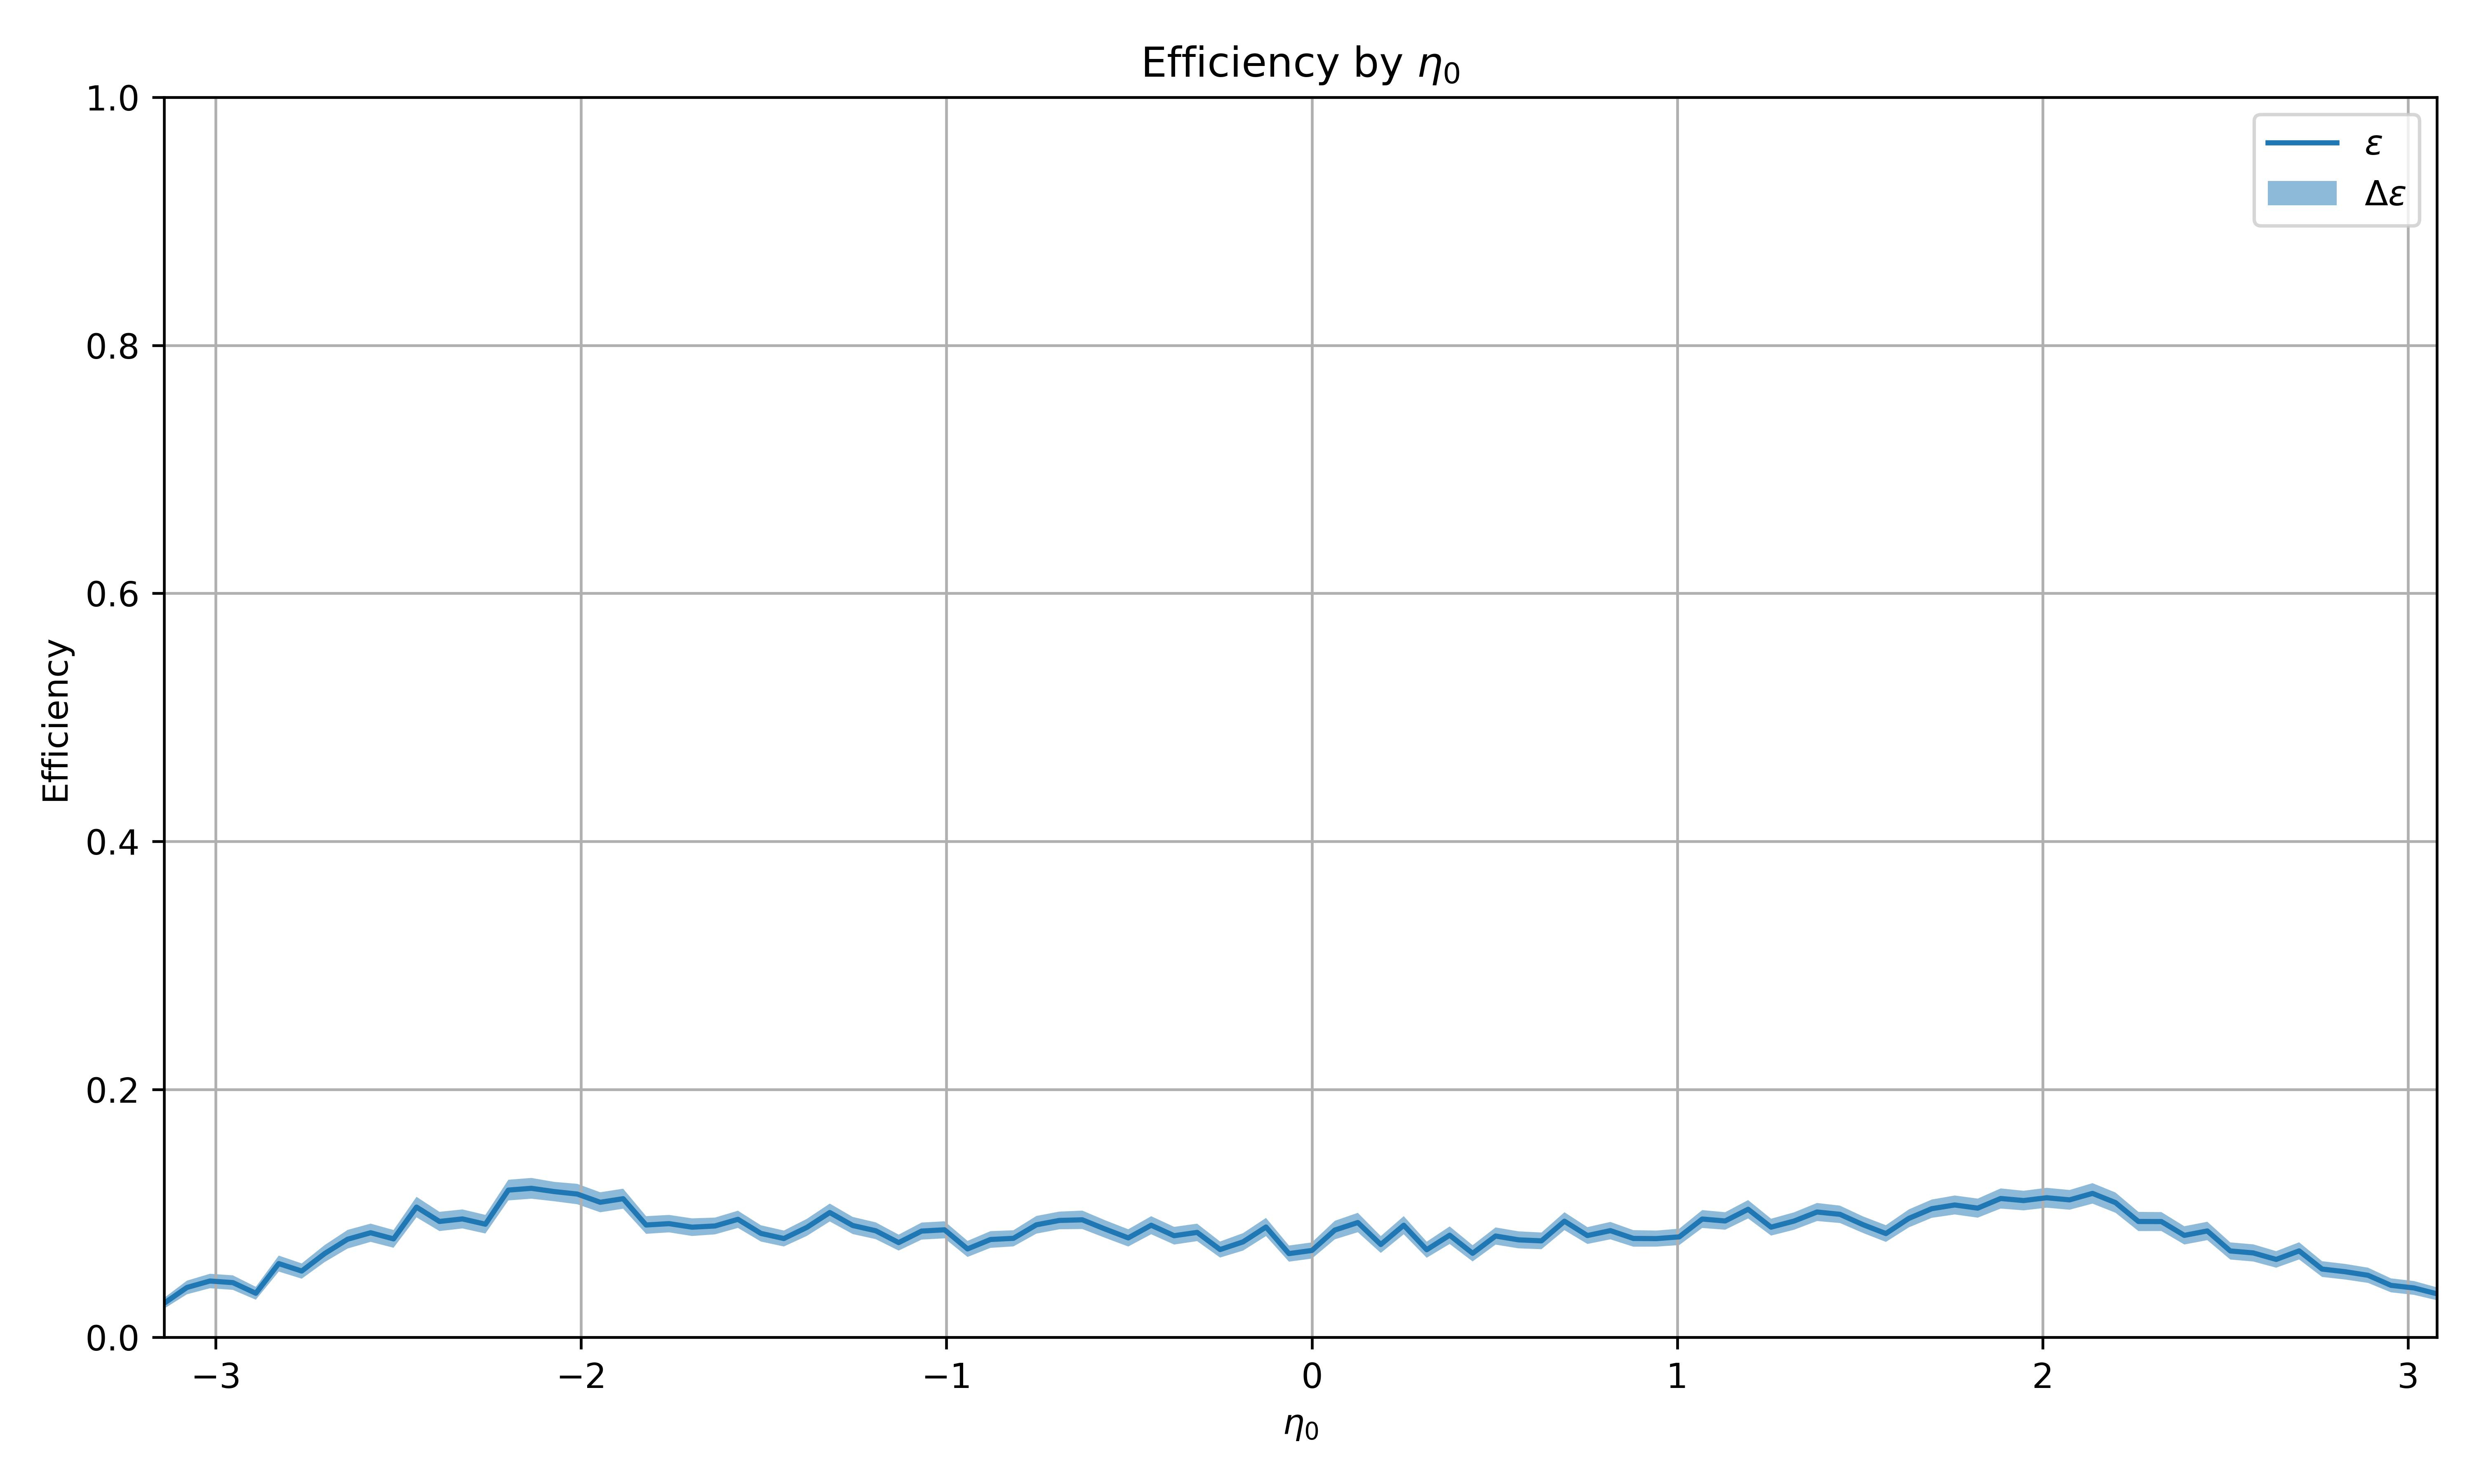 Efficiency by η₀
1.0
0.8
0.6
0.4
0.2
0.0
Efficiency
ε
Δε
−3 −2 −1 0 1 2 3
η₀